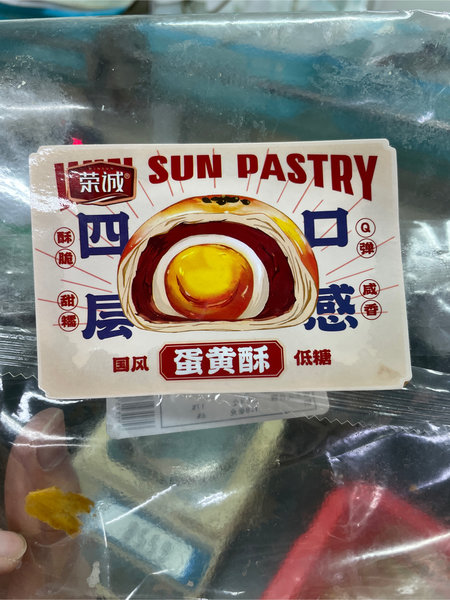 WIN SUN PASTRY
荣诚
四层
口感
酥脆
甜糯
Q弹
咸香
国风 蛋黄酥 低糖